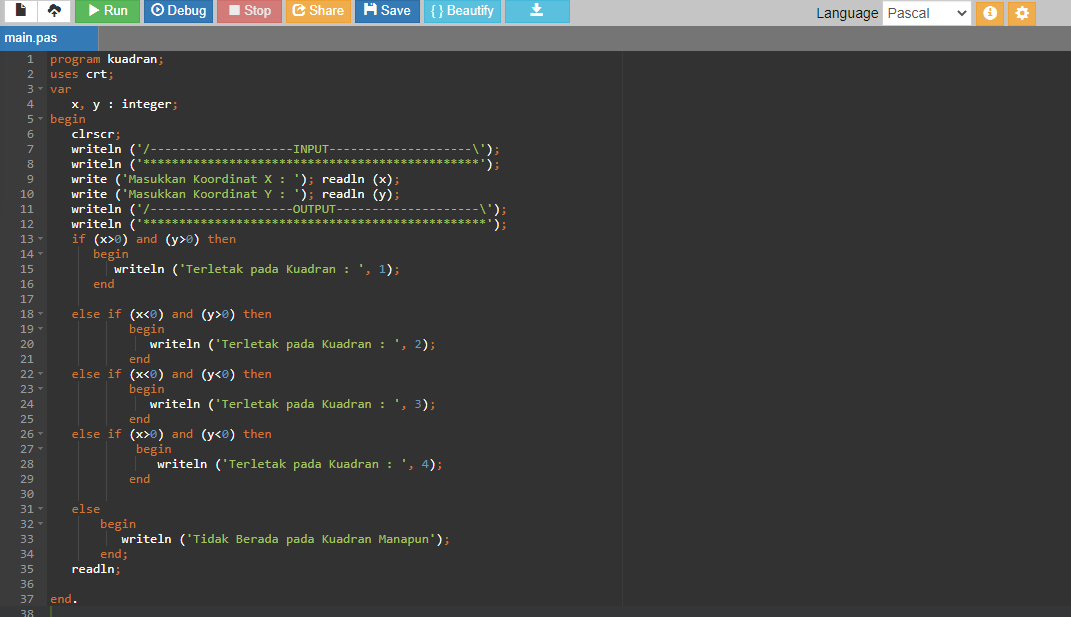 Run Debug Stop Share Save { } Beautify Language Pascal
main.pas
1 program kuadran;
2 uses crt;
3 var
4 x, y : integer;
5 begin
6 clrscr;
7 writeln ('/--------------------INPUT--------------------\');
8 writeln ('***********************************************');
9 write ('Masukkan Koordinat X : '); readln (x);
10 write ('Masukkan Koordinat Y : '); readln (y);
11 writeln ('/--------------------OUTPUT--------------------\');
12 writeln ('************************************************');
13 if (x>0) and (y>0) then
14 begin
15 writeln ('Terletak pada Kuadran : ', 1);
16 end
17
18 else if (x<0) and (y>0) then
19 begin
20 writeln ('Terletak pada Kuadran : ', 2);
21 end
22 else if (x<0) and (y<0) then
23 begin
24 writeln ('Terletak pada Kuadran : ', 3);
25 end
26 else if (x>0) and (y<0) then
27 begin
28 writeln ('Terletak pada Kuadran : ', 4);
29 end
30
31 else
32 begin
33 writeln ('Tidak Berada pada Kuadran Manapun');
34 end;
35 readln;
36
37 end.
38